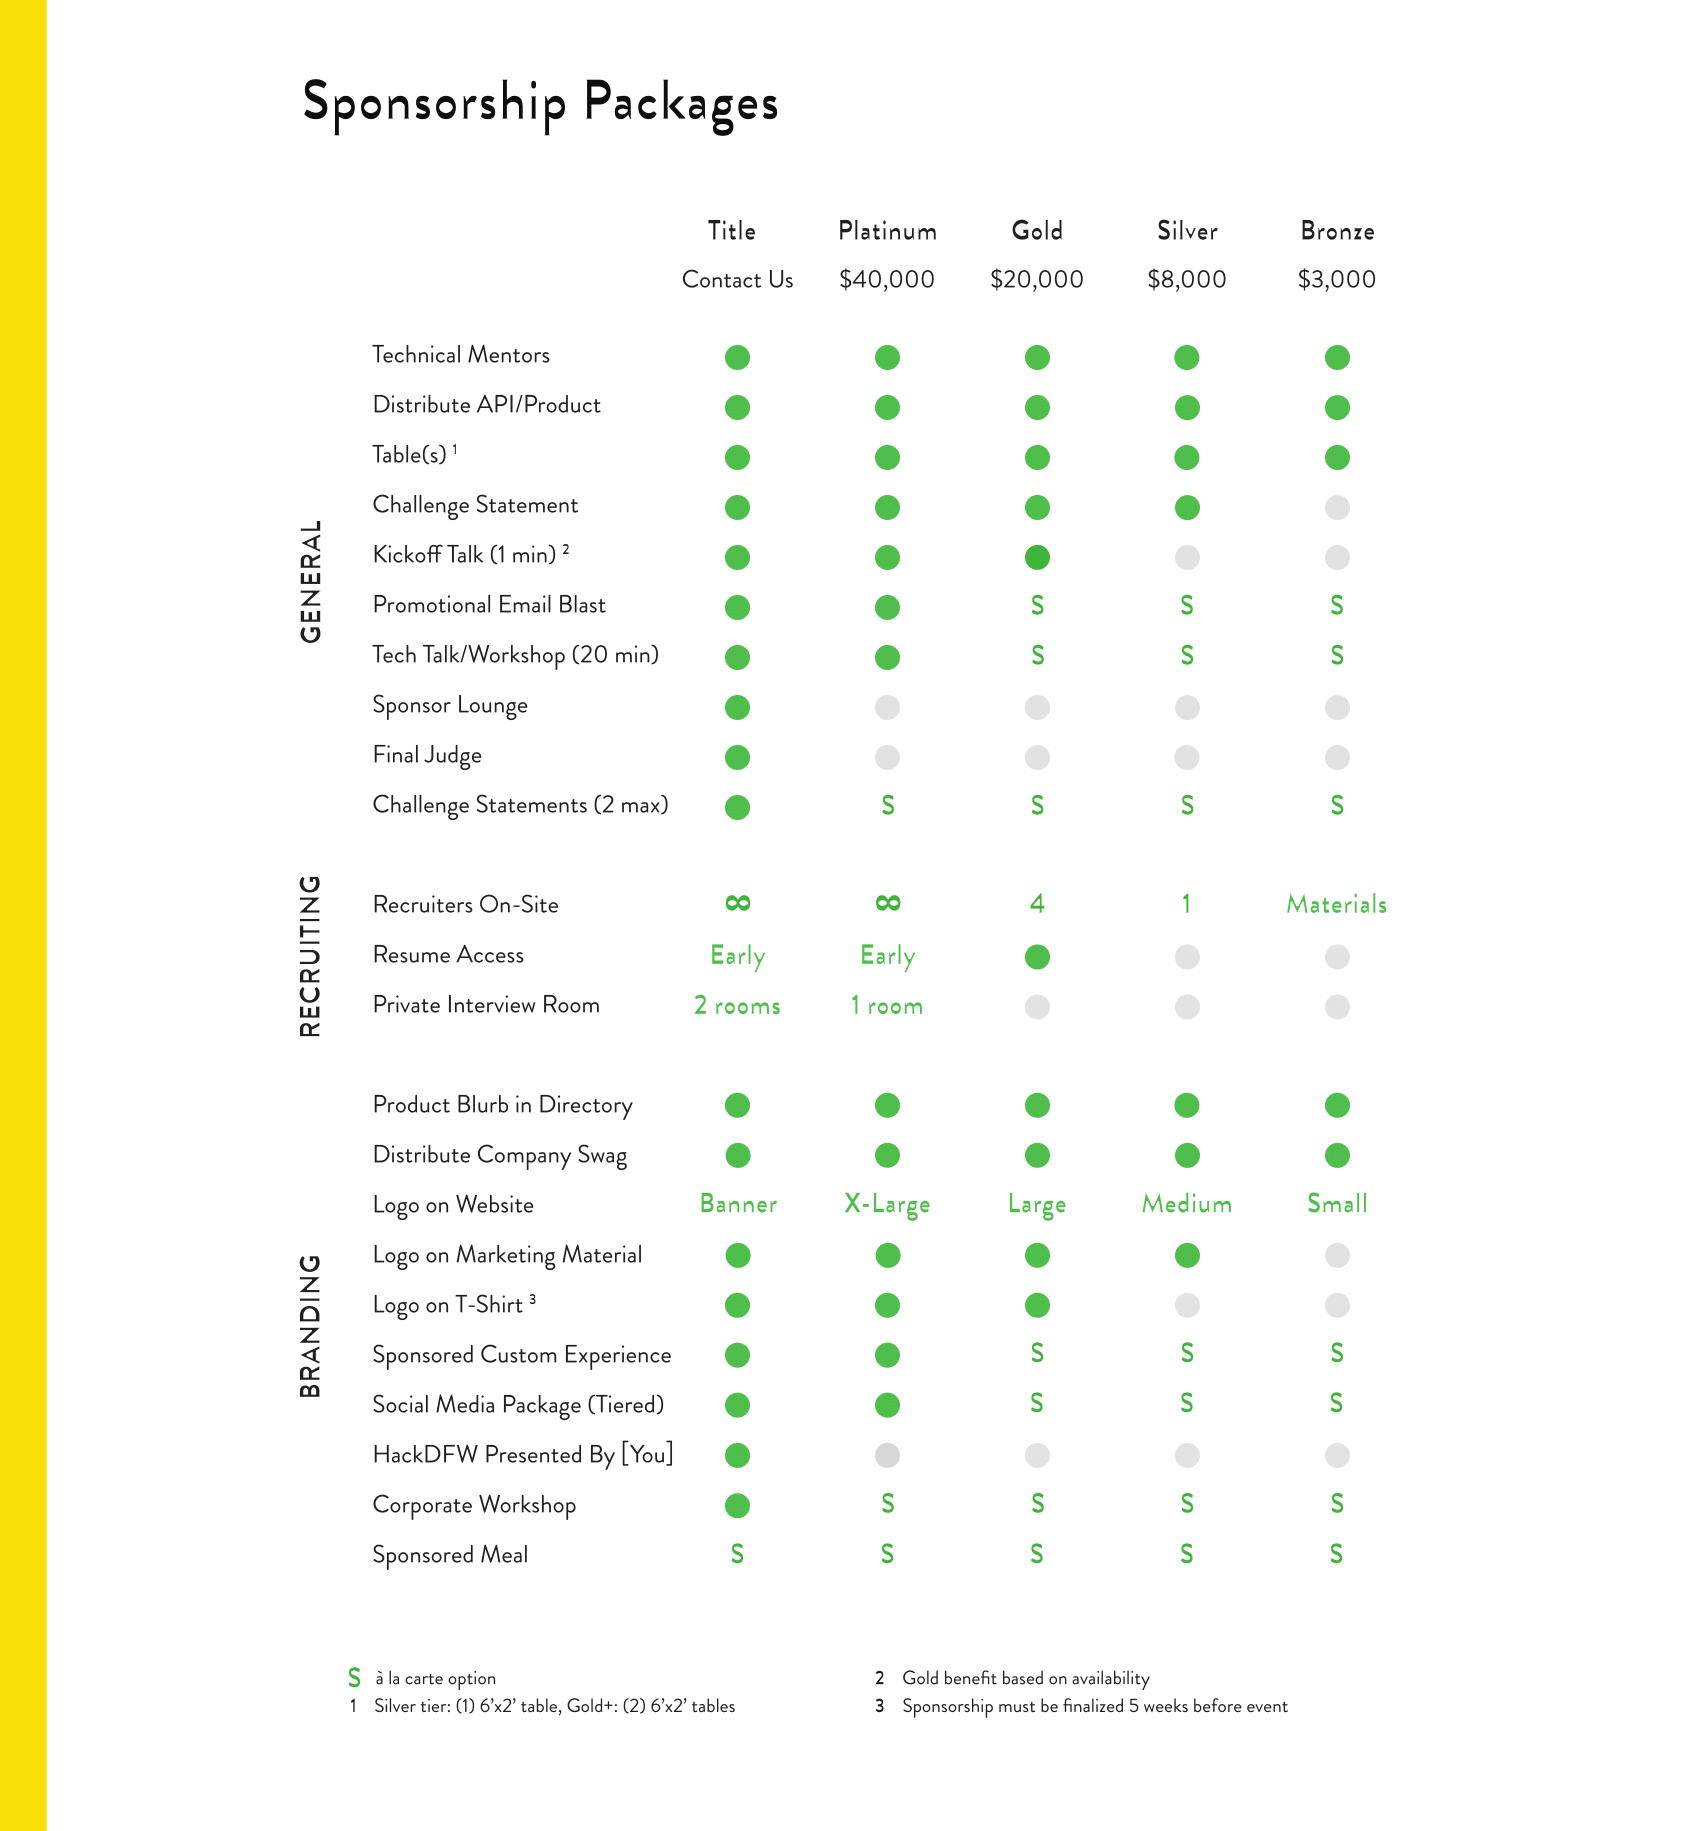 Sponsorship Packages
Title Platinum Gold Silver Bronze
Contact Us $40,000 $20,000 $8,000 $3,000
GENERAL
Technical Mentors
Distribute API/Product
Table(s) 1
Challenge Statement
Kickoff Talk (1 min) 2
Promotional Email Blast S S S
Tech Talk/Workshop (20 min) S S S
Sponsor Lounge
Final Judge
Challenge Statements (2 max) S S S S
RECRUITING
Recruiters On-Site ∞ ∞ 4 1 Materials
Resume Access Early Early
Private Interview Room 2 rooms 1 room
BRANDING
Product Blurb in Directory
Distribute Company Swag
Logo on Website Banner X-Large Large Medium Small
Logo on Marketing Material
Logo on T-Shirt 3
Sponsored Custom Experience S S S
Social Media Package (Tiered) S S S
HackDFW Presented By [You]
Corporate Workshop S S S S
Sponsored Meal S S S S S
S à la carte option
1 Silver tier: (1) 6’x2’ table, Gold+: (2) 6’x2’ tables
2 Gold benefit based on availability
3 Sponsorship must be finalized 5 weeks before event